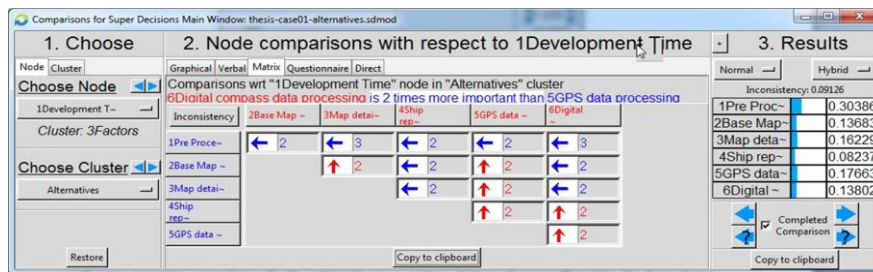 Comparisons for Super Decisions Main Window: thesis-case01-alternatives.sdmod
1. Choose
2. Node comparisons with respect to 1Development Time
+ 3. Results
Node Cluster
Graphical Verbal Matrix Questionnaire Direct
Normal Hybrid
Choose Node
Comparisons wrt "1Development Time" node in "Alternatives" cluster
6Digital compass data processing is 2 times more important than 5GPS data processing
Inconsistency: 0.09126
1Development T~
Cluster: 3Factors
Choose Cluster
Alternatives
Restore
Inconsistency 2Base Map ~ 3Map detai~ 4Ship rep~ 5GPS data ~ 6Digital ~
1Pre Proce~ 2 3 2 2 3
2Base Map ~ 2 2 2 2
3Map detai~ 2 2 2
4Ship rep~ 2 2
5GPS data ~ 2
Copy to clipboard
1Pre Proc~ 0.30386
2Base Map~ 0.13683
3Map deta~ 0.16229
4Ship rep~ 0.08237
5GPS data~ 0.17663
6Digital ~ 0.13802
Completed
Comparison
? ?
Copy to clipboard